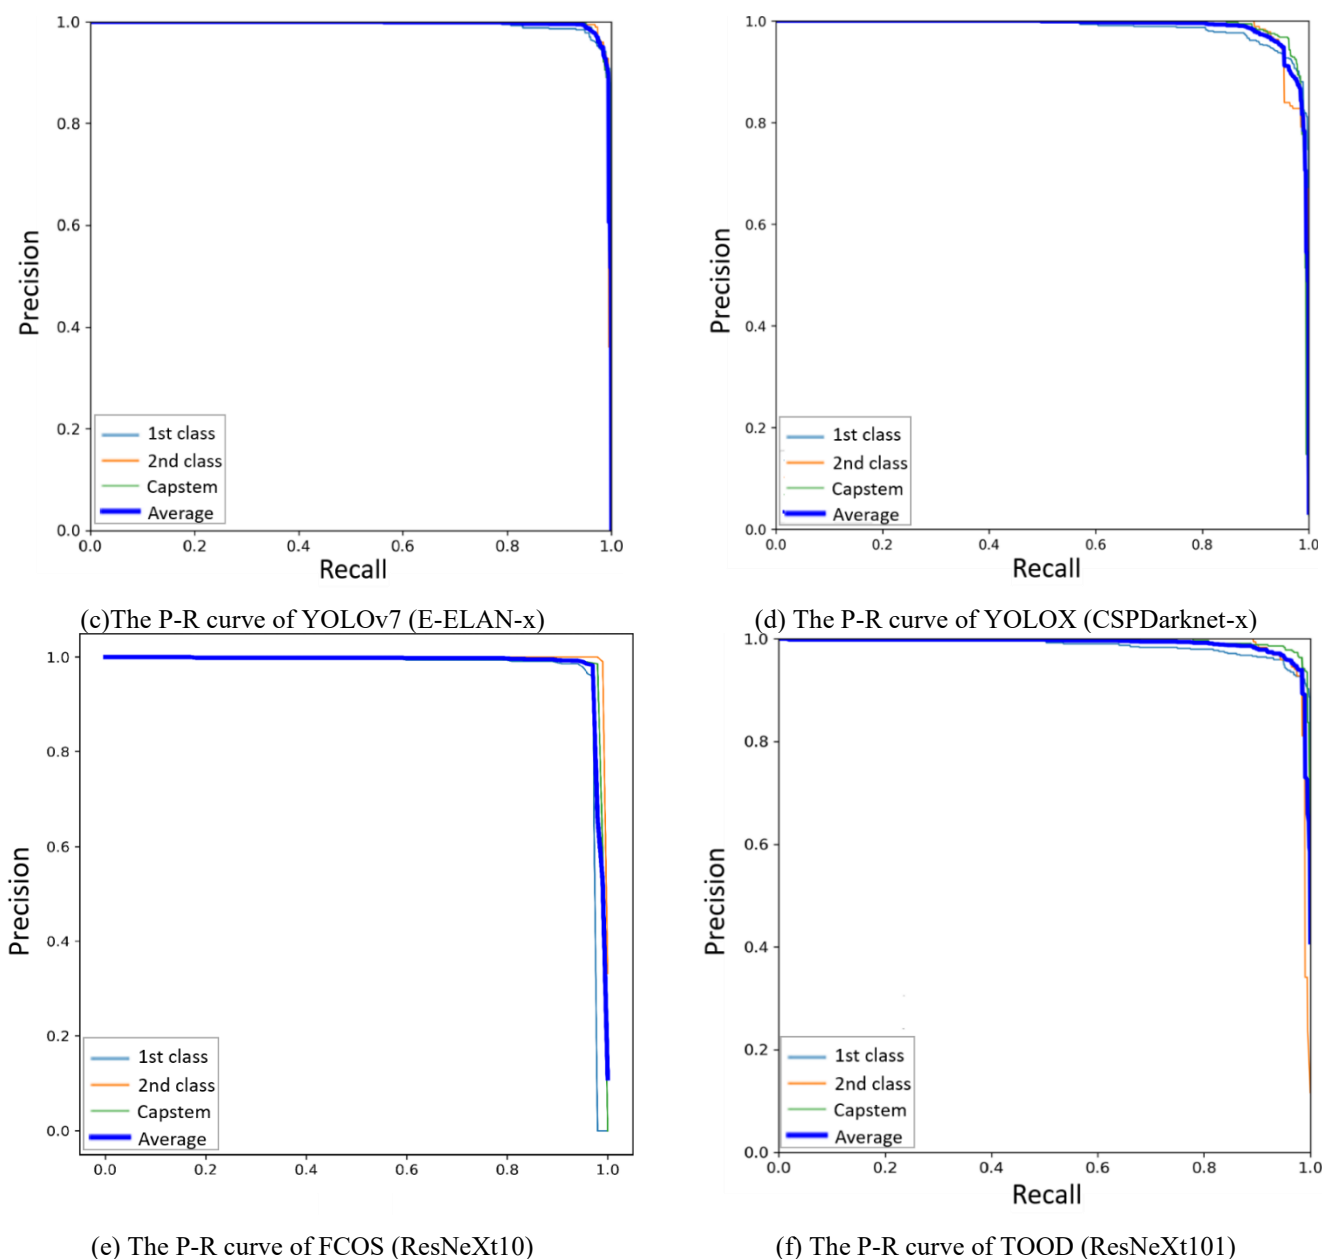 1.0
0.8
0.6
0.4
0.2
0.0
Precision
1st class
2nd class
Capstem
Average
0.0 0.2 0.4 0.6 0.8 1.0
Recall
(c)The P-R curve of YOLOv7 (E-ELAN-x)
1.0
0.8
0.6
0.4
0.2
0.0
Precision
1st class
2nd class
Capstem
Average
0.0 0.2 0.4 0.6 0.8 1.0
Recall
(d) The P-R curve of YOLOX (CSPDarknet-x)
1.0
0.8
0.6
0.4
0.2
0.0
Precision
1st class
2nd class
Capstem
Average
0.0 0.2 0.4 0.6 0.8 1.0
(e) The P-R curve of FCOS (ResNeXt10)
1.0
0.8
0.6
0.4
0.2
0.0
Precision
1st class
2nd class
Capstem
Average
0.0 0.2 0.4 0.6 0.8 1.0
Recall
(f) The P-R curve of TOOD (ResNeXt101)